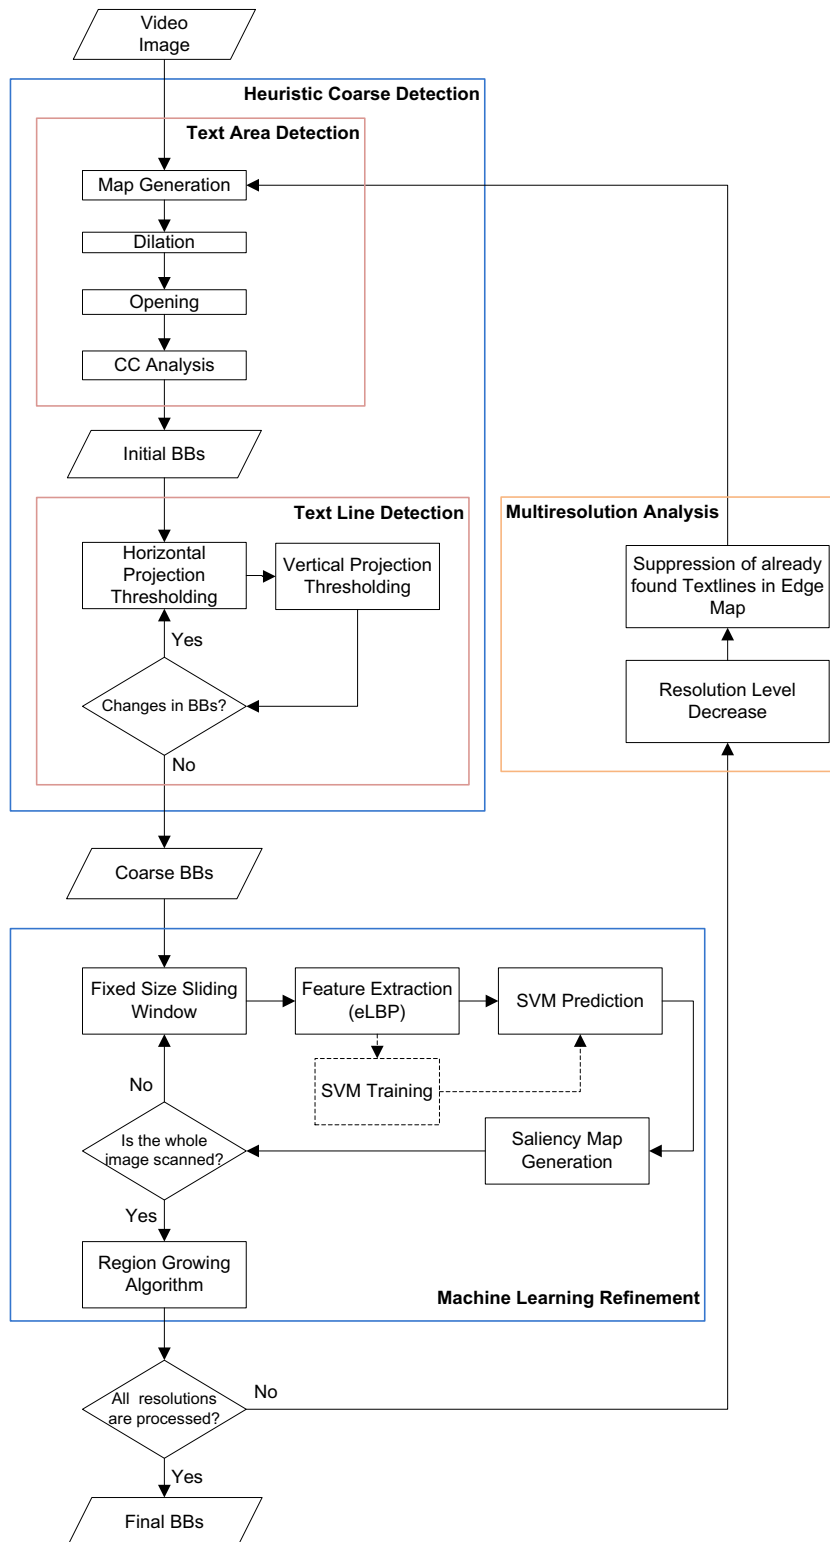 Video
Image
Heuristic Coarse Detection
Text Area Detection
Map Generation
Dilation
Opening
CC Analysis
Initial BBs
Text Line Detection
Horizontal
Projection
Thresholding
Vertical Projection
Thresholding
Yes
Changes in BBs?
No
Multiresolution Analysis
Suppression of already
found Textlines in Edge
Map
Resolution Level
Decrease
Coarse BBs
Fixed Size Sliding
Window
Feature Extraction
(eLBP)
SVM Prediction
SVM Training
No
Is the whole
image scanned?
Saliency Map
Generation
Yes
Region Growing
Algorithm
Machine Learning Refinement
All resolutions
are processed?
No
Yes
Final BBs